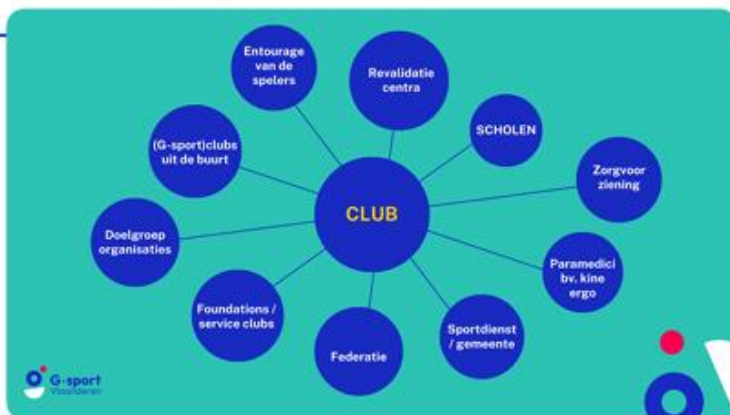 Entourage
van de
spelers
Revalidatie
centra
SCHOLEN
(G-sport)clubs
uit de buurt
Zorgvoor
ziening
CLUB
Doelgroep
organisaties
Paramedici
bv. kine
ergo
Foundations /
service clubs
Sportdienst
/ gemeente
Federatie
G-sport
Vlaanderen